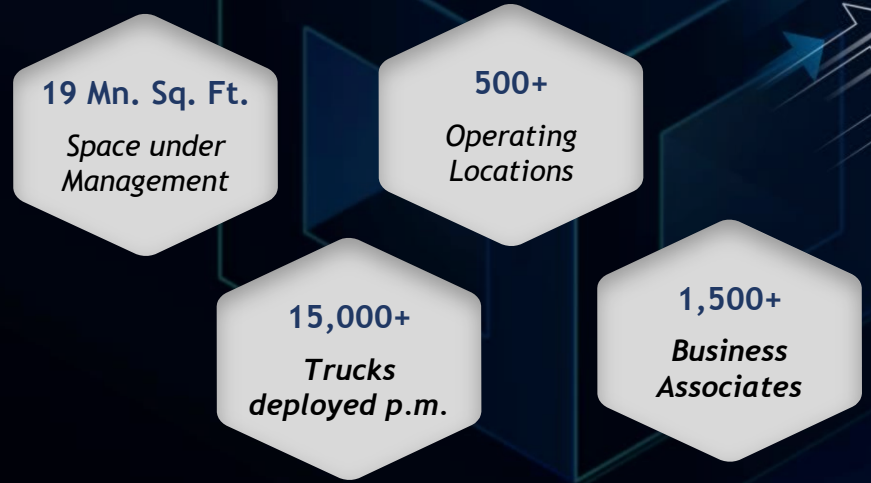 19 Mn. Sq. Ft.
Space under
Management
500+
Operating
Locations
15,000+
Trucks
deployed p.m.
1,500+
Business
Associates